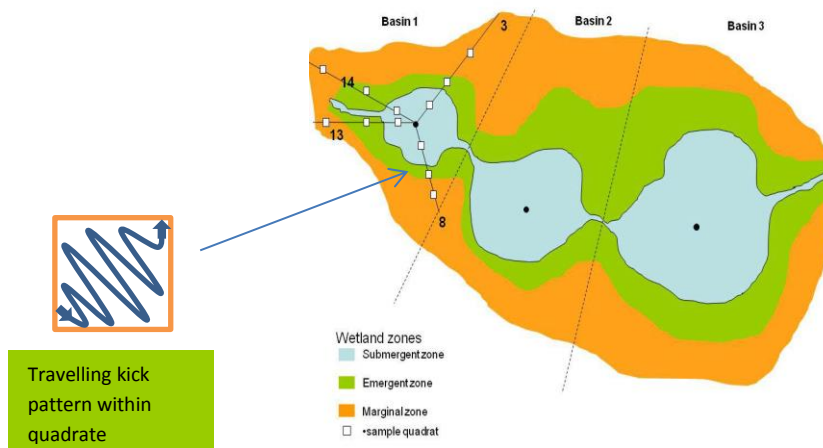 Basin 1
Basin 2
Basin 3
3
14
13
8
Wetland zones
Submergent zone
Emergent zone
Marginal zone
•sample quadrat
Travelling kick
pattern within
quadrate